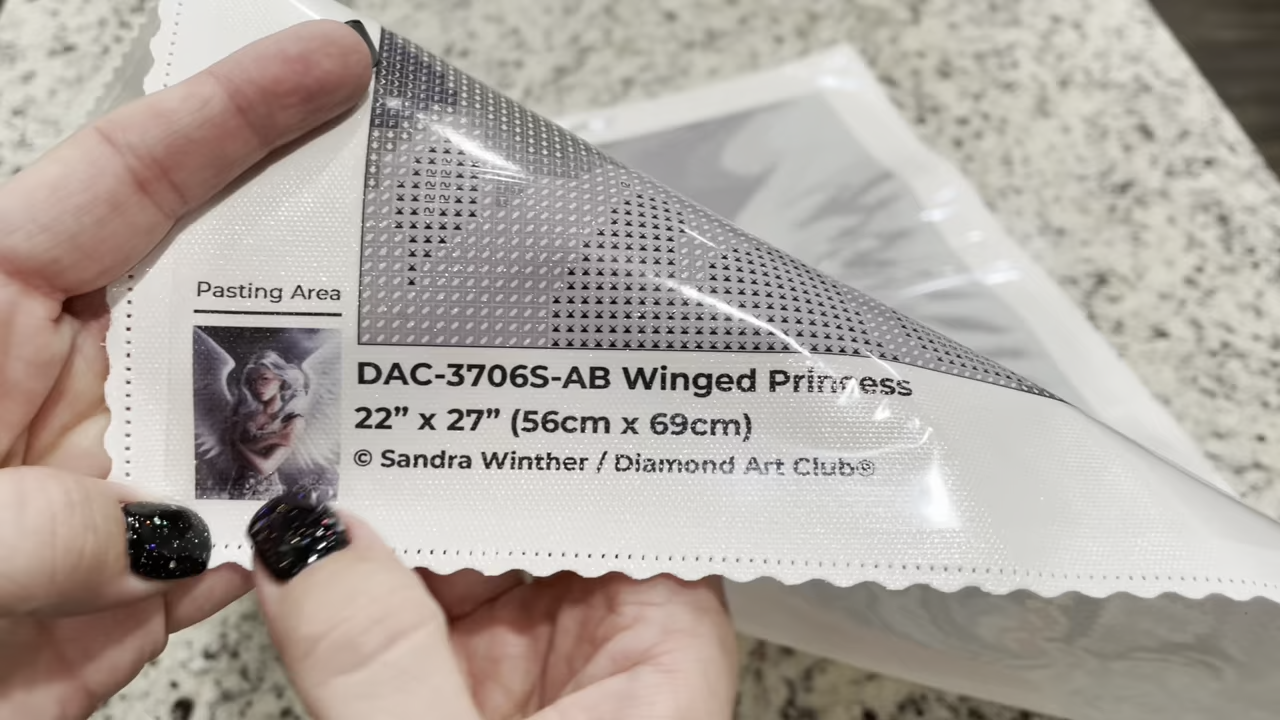 Pasting Area
DAC-3706S-AB Winged Princess
22” x 27” (56cm x 69cm)
© Sandra Winther / Diamond Art Club®